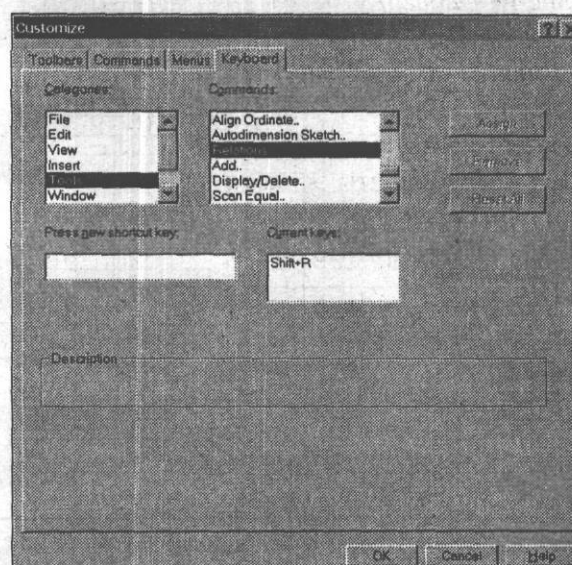 Customize
Toolbars Commands Menus Keyboard
Categories:
File
Edit
View
Insert
Tools
Window
Commands:
Align Ordinate..
Autodimension Sketch..
Relations
Add..
Display/Delete..
Scan Equal..
Assign
Remove
Reset All
Press new shortcut key:
Current keys:
Shift+R
Description
OK Cancel Help